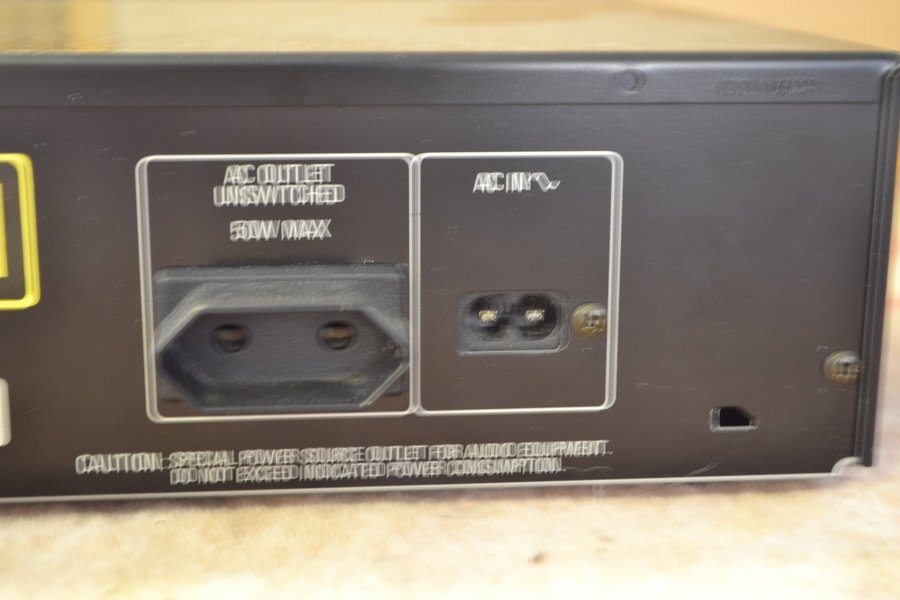 AC OUTLET
UNSWITCHED
50W MAX
AC IN ~
CAUTION: SPECIAL POWER SOURCE OUTLET FOR AUDIO EQUIPMENT.
DO NOT EXCEED INDICATED POWER CONSUMPTION.